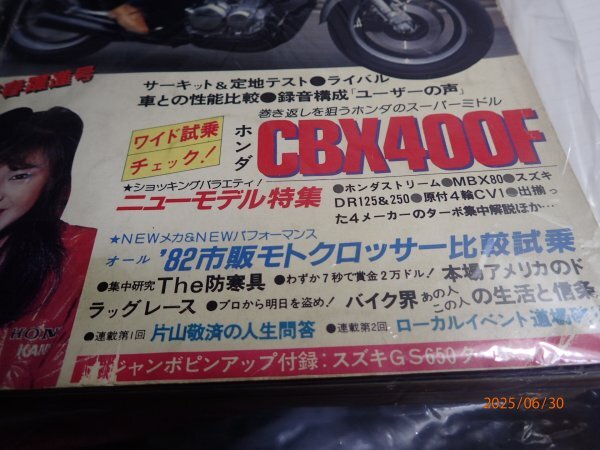 サーキット&定地テスト●ライバル
車との性能比較●録音構成「ユーザーの声」
ワイド試乗
チェック!
巻き返しを狙うホンダのスーパーミドル
ホンダ
CBX400F
★ショッキングバラエティ!
ニューモデル特集
●ホンダストリーム●MBX80●スズキ
DR125&250●原付4輪CV1●出揃っ
た4メーカーのターボ集中解説ほか…
★NEWメカ&NEWパフォーマンス
オール'82市販モトクロッサー比較試乗
●集中研究Theの防寒具●わずか7秒で賞金2万ドル!本場アメリカのド
ラッグレース●プロから明日を盗め!バイク界あの人この人の生活と信条
●連載第1回片山敬済の人生問答●連載第2回ローカルイベント道場
ジャンボピンナップ付録:スズキGS650
HON
2025/06/30